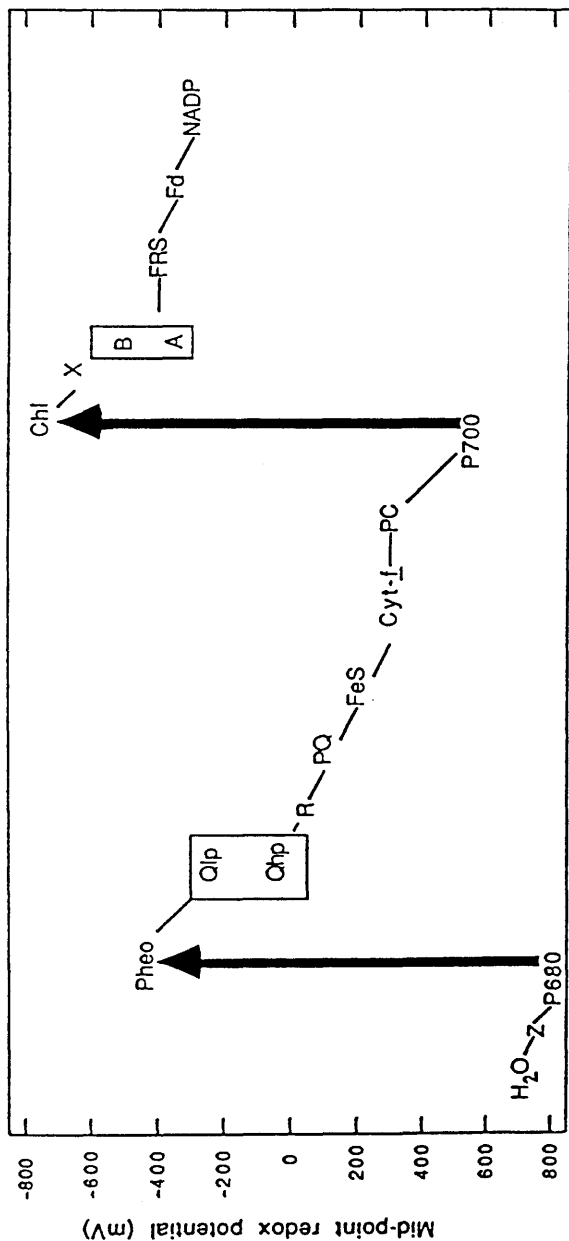 Mid-point redox potential (mV)
-800
-600
-400
-200
0
200
400
600
800
H₂O
Z
P680
Pheo
Qlp
Qhp
R
PQ
FeS
Cyt-f
PC
P700
Chl
X
B
A
FRS
Fd
NADP